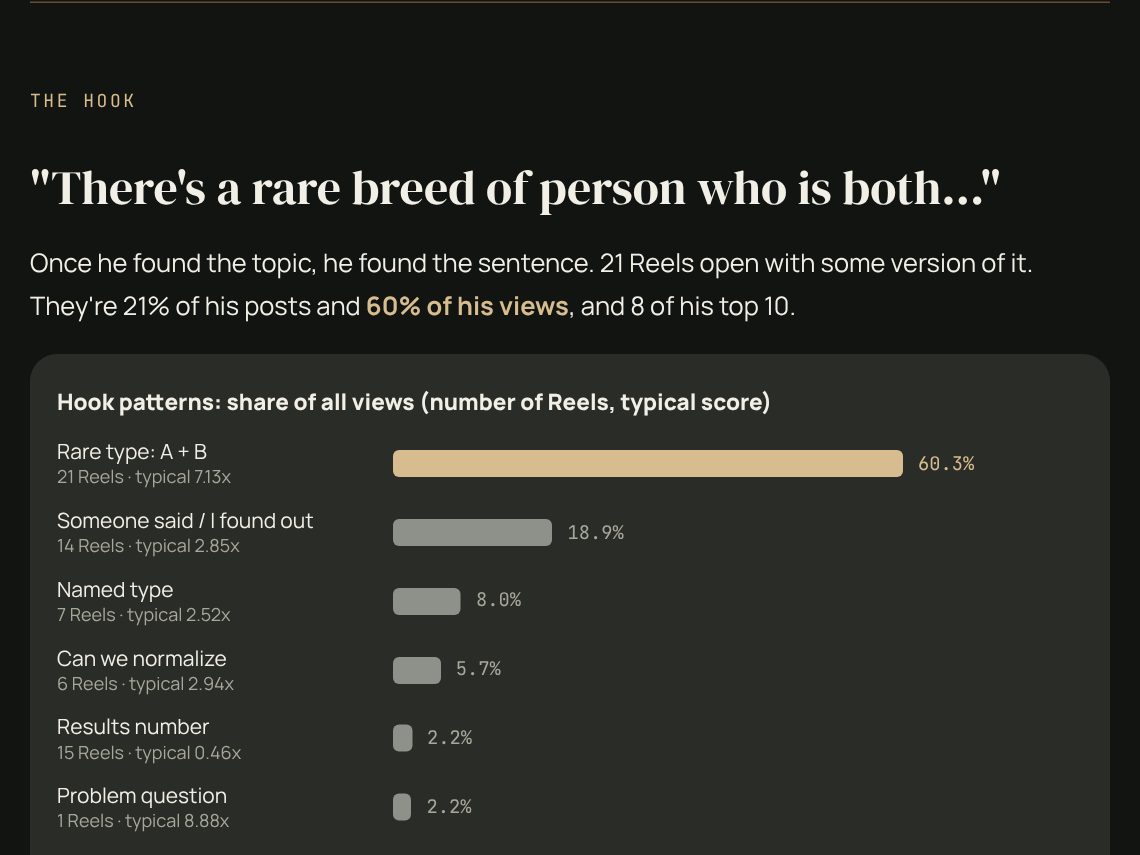 THE HOOK
"There's a rare breed of person who is both..."
Once he found the topic, he found the sentence. 21 Reels open with some version of it.
They're 21% of his posts and 60% of his views, and 8 of his top 10.
Hook patterns: share of all views (number of Reels, typical score)
Rare type: A + B
21 Reels · typical 7.13x
60.3%
Someone said / I found out
14 Reels · typical 2.85x
18.9%
Named type
7 Reels · typical 2.52x
8.0%
Can we normalize
6 Reels · typical 2.94x
5.7%
Results number
15 Reels · typical 0.46x
2.2%
Problem question
1 Reels · typical 8.88x
2.2%